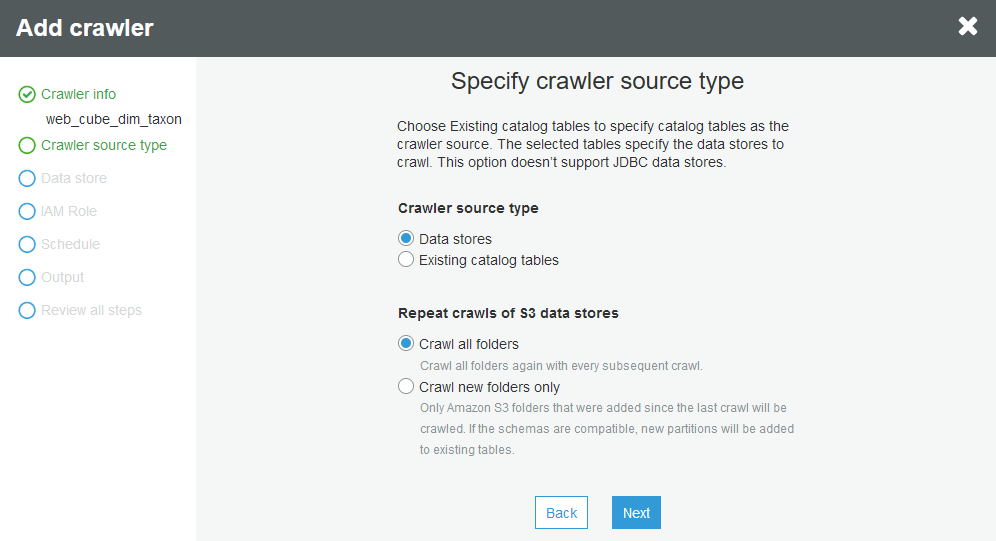 Add crawler
Crawler info
web_cube_dim_taxon
Crawler source type
Data store
IAM Role
Schedule
Output
Review all steps
Specify crawler source type
Choose Existing catalog tables to specify catalog tables as the
crawler source. The selected tables specify the data stores to
crawl. This option doesn’t support JDBC data stores.
Crawler source type
Data stores
Existing catalog tables
Repeat crawls of S3 data stores
Crawl all folders
Crawl all folders again with every subsequent crawl.
Crawl new folders only
Only Amazon S3 folders that were added since the last crawl will be
crawled. If the schemas are compatible, new partitions will be added
to existing tables.
Back
Next